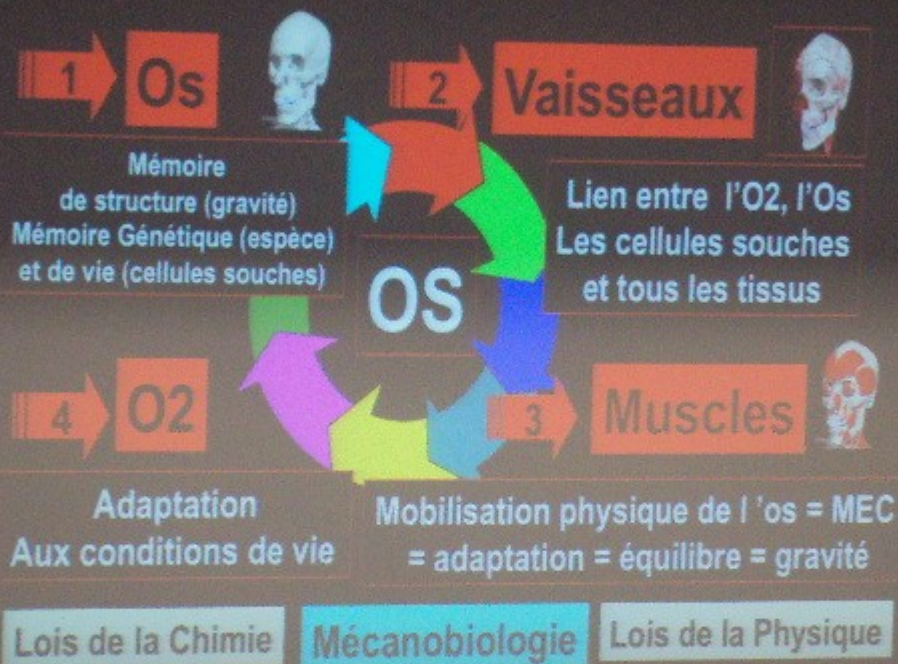 1
Os
2
Vaisseaux
Mémoire
de structure (gravité)
Mémoire Génétique (espèce)
et de vie (cellules souches)
Lien entre l'O2, l'Os
Les cellules souches
et tous les tissus
OS
4
O2
3
Muscles
Adaptation
Aux conditions de vie
Mobilisation physique de l 'os = MEC
= adaptation = équilibre = gravité
Lois de la Chimie
Mécanobiologie
Lois de la Physique